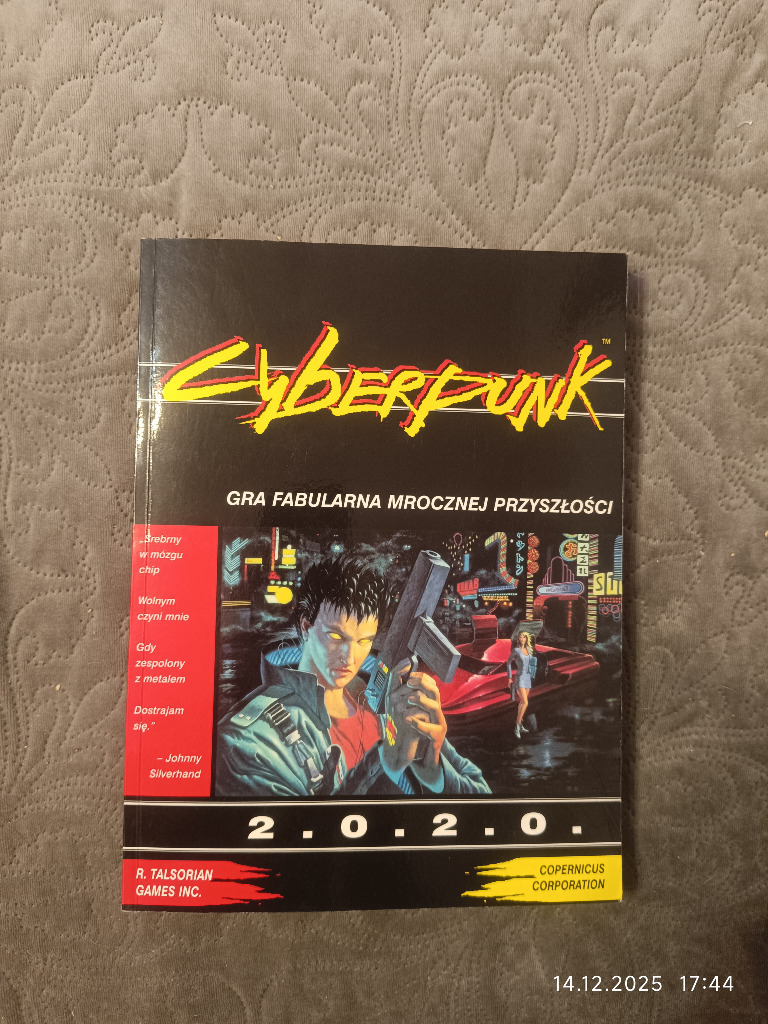 CYBERPUNK™
GRA FABULARNA MROCZNEJ PRZYSZŁOŚCI
„Srebrny
w mózgu
chip
Wolnym
czyni mnie
Gdy
zespolony
z metalem
Dostrajam
się.”
– Johnny
Silverhand
2.0.2.0.
R. TALSORIAN
GAMES INC.
COPERNICUS
CORPORATION
14.12.2025 17:44